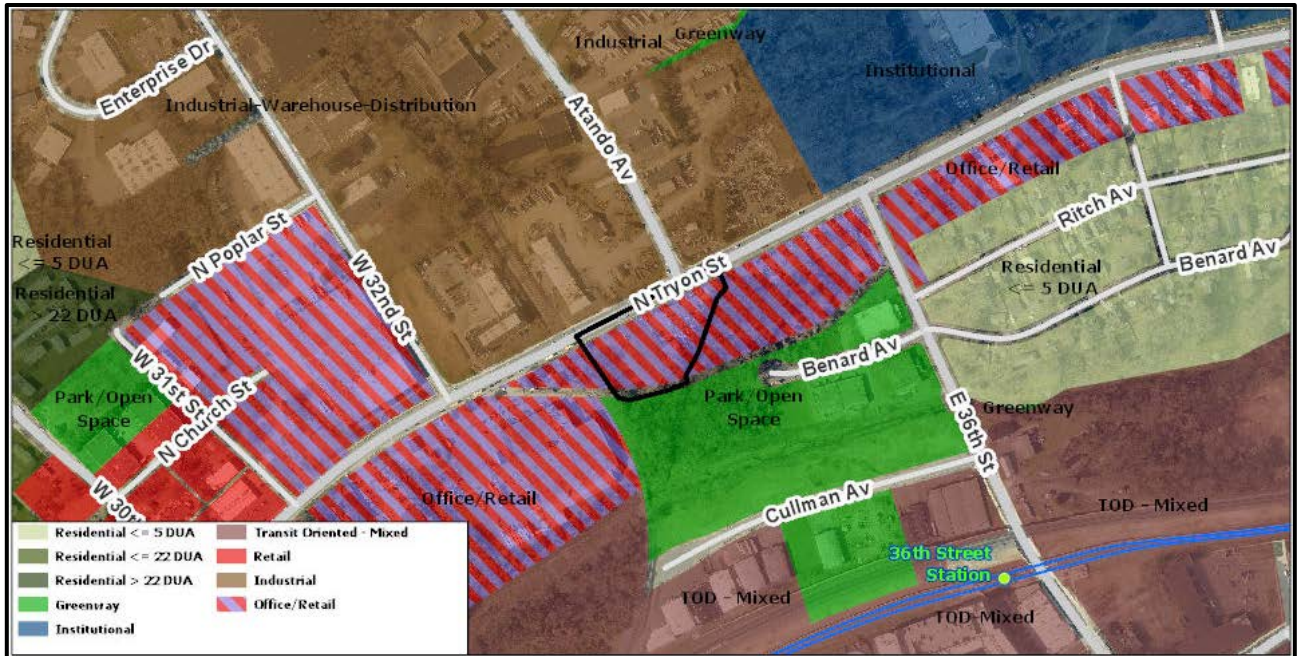 Enterprise Dr
Industrial
Greenway
Institutional
Industrial-Warehouse-Distribution
Atando Av
Office/Retail
Ritch Av
Residential
<= 5 DUA
N Poplar St
W 32nd St
N Tryon St
Residential
<= 5 DUA
Benard Av
Residential
> 22 DUA
Benard Av
W 31st St
N Church St
Park/Open
Space
Park/Open
Space
E 36th St
Greenway
W 30th
Office/Retail
Cullman Av
TOD - Mixed
36th Street
Station
TOD - Mixed
TOD-Mixed
Residential <= 5 DUA
Residential <= 22 DUA
Residential > 22 DUA
Greenway
Institutional
Transit Oriented - Mixed
Retail
Industrial
Office/Retail